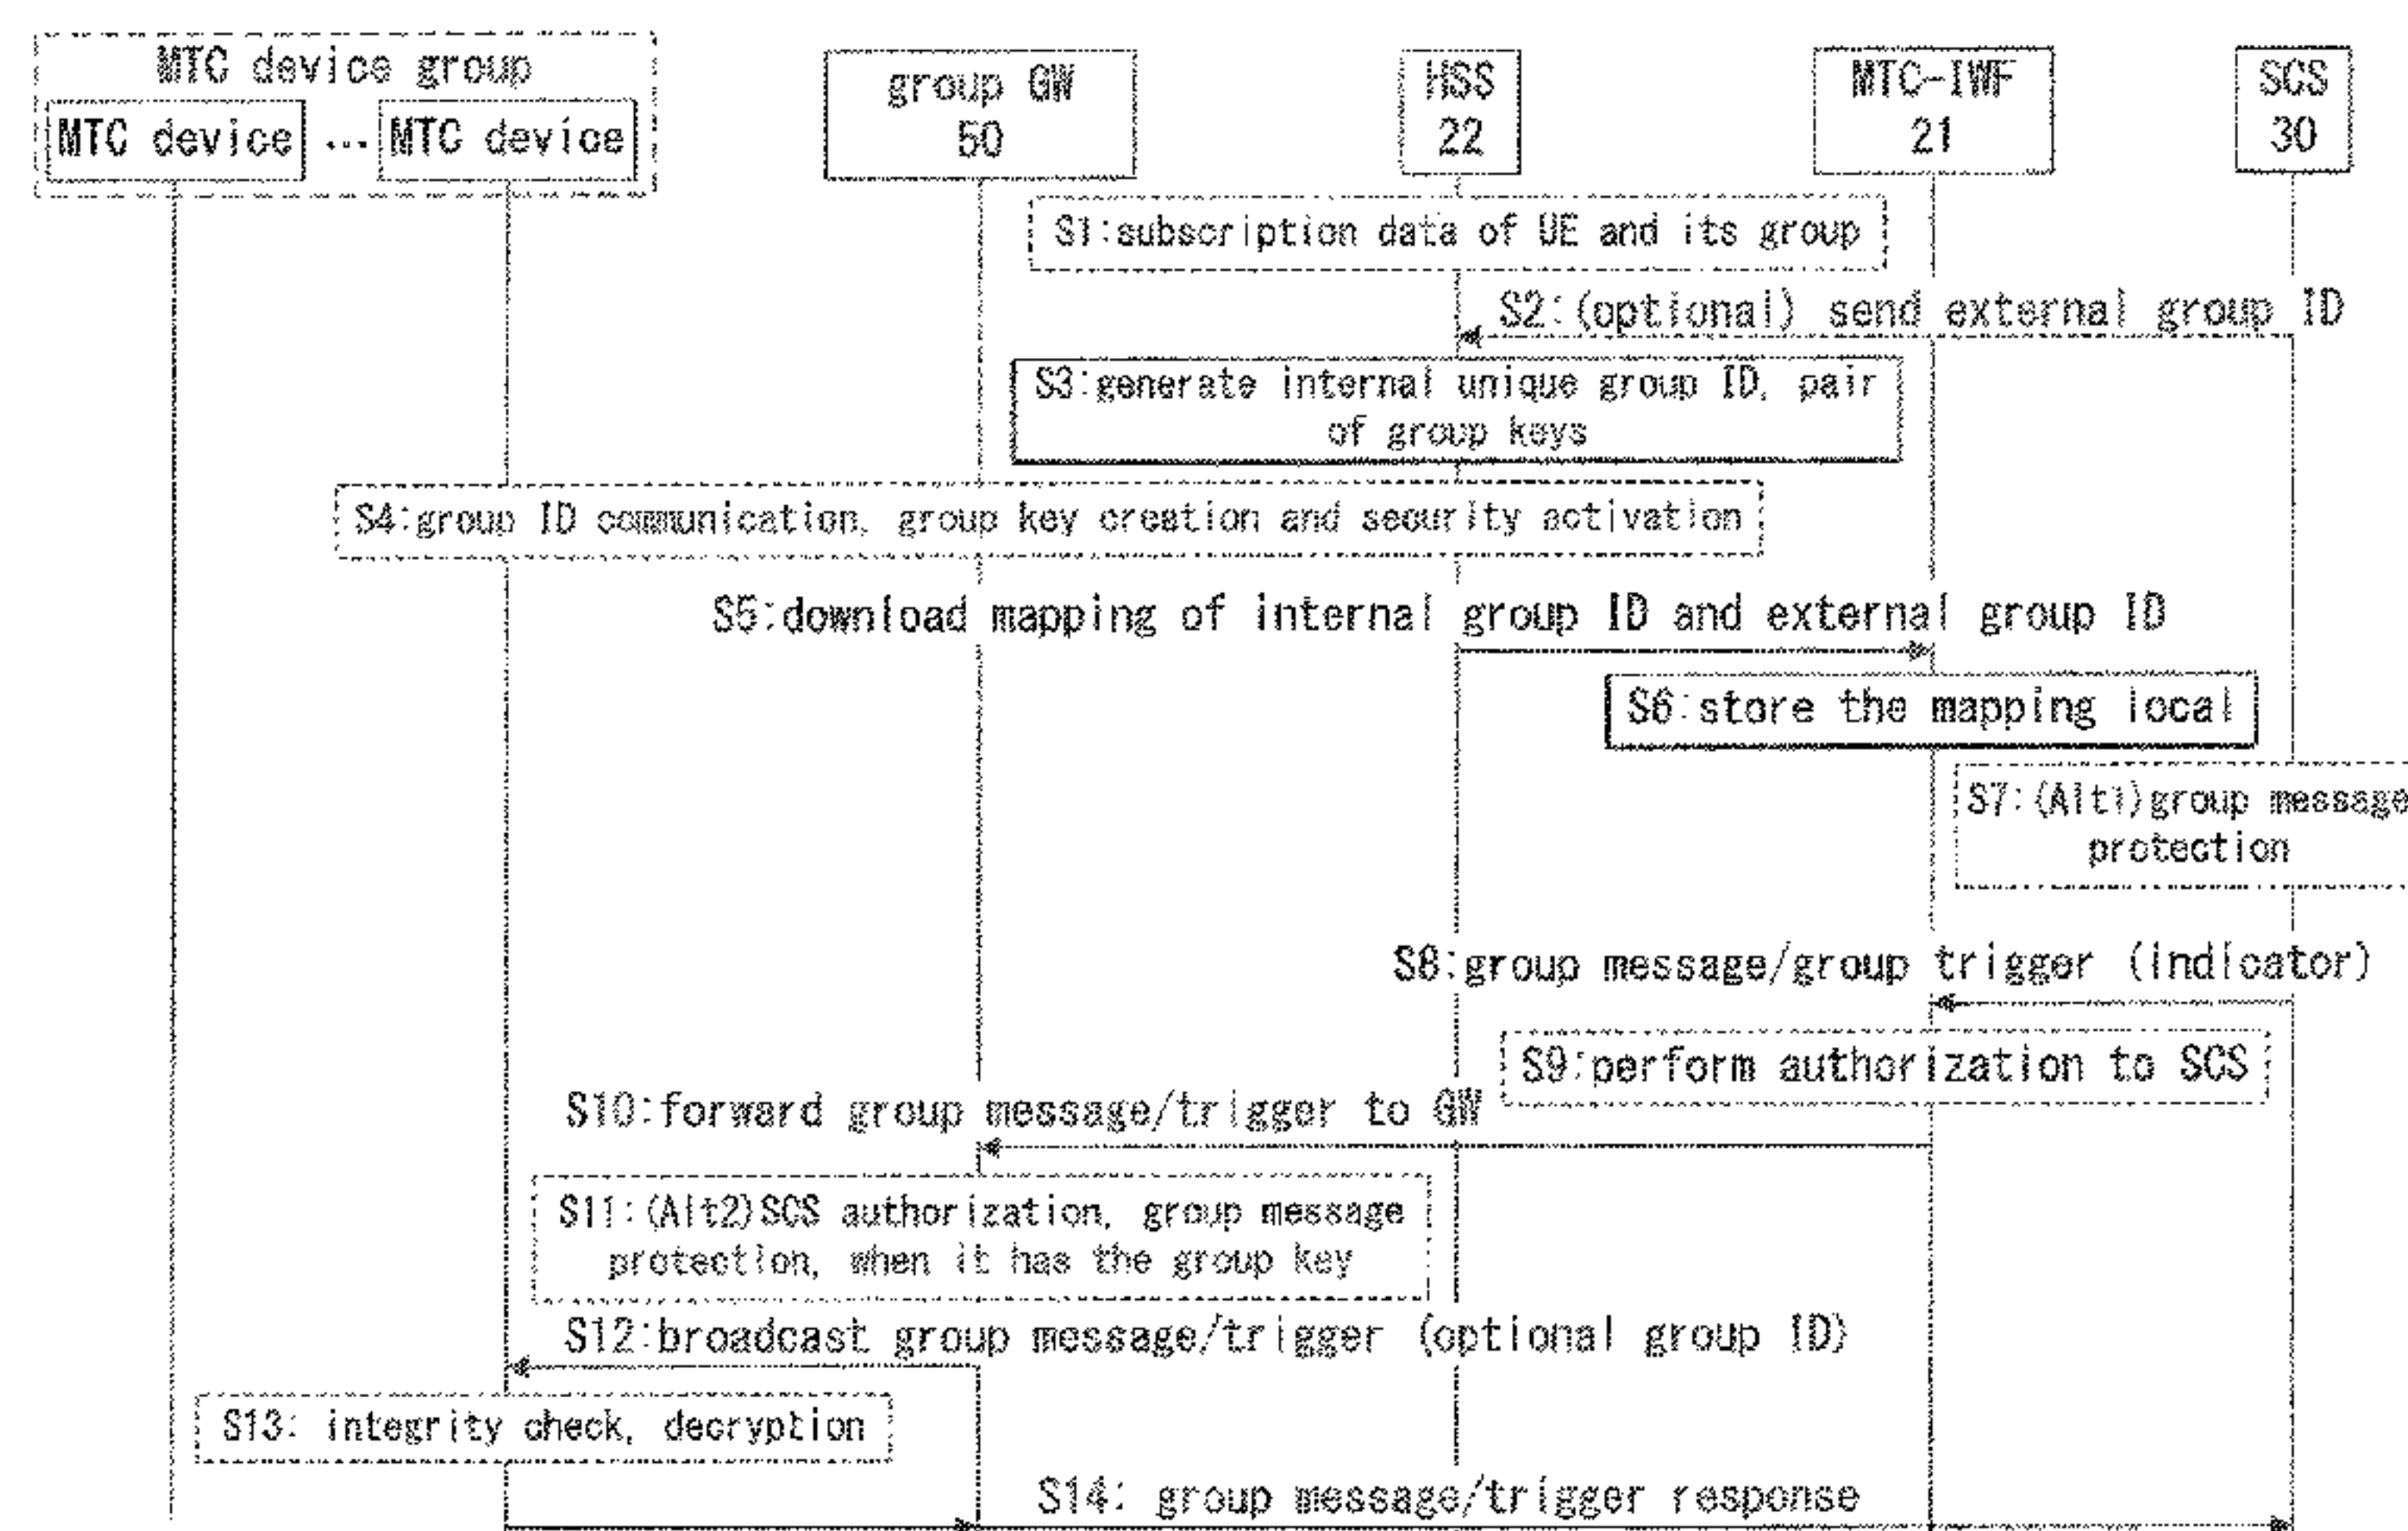 MTC device group
MTC device ... MTC device
group GW
50
HSS
22
MTC-IWF
21
SCS
30
S1:subscription data of UE and its group
S2:(optional) send external group ID
S3:generate internal unique group ID, pair
of group keys
S4:group ID communication, group key creation and security activation
S5:download mapping of internal group ID and external group ID
S6:store the mapping local
S7:(Alt1)group message
protection
S8:group message/group trigger (indicator)
S9:perform authorization to SCS
S10:forward group message/trigger to GW
S11:(Alt2)SCS authorization, group message
protection, when it has the group key
S12:broadcast group message/trigger (optional group ID)
S13: integrity check, decryption
S14: group message/trigger response